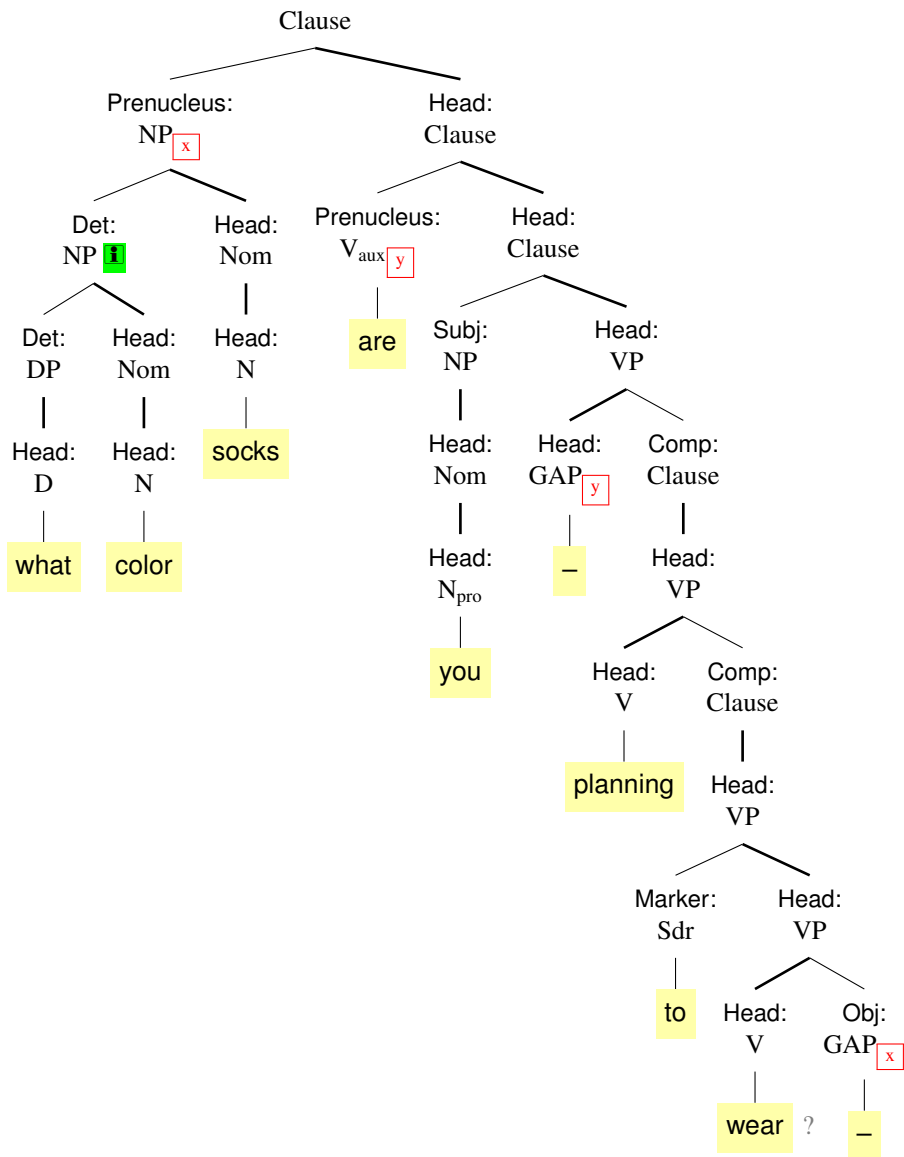 Clause
Prenucleus: Head:
NP x Clause
Det: Head: Prenucleus: Head:
NP i Nom Vaux y Clause
Det: Head: Head: are Subj: Head:
DP Nom N NP VP
Head: Head: socks Head: Head: Comp:
D N Nom GAP y Clause
what color Head: – Head:
Npro VP
you Head: Comp:
V Clause
planning Head:
VP
Marker: Head:
Sdr VP
to Head: Obj:
V GAP x
wear ? –